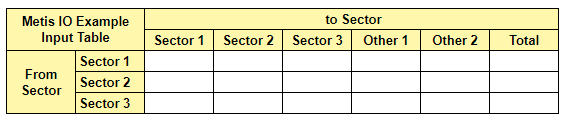 Metis IO Example
Input Table
to Sector
Sector 1 Sector 2 Sector 3 Other 1 Other 2 Total
From
Sector
Sector 1
Sector 2
Sector 3